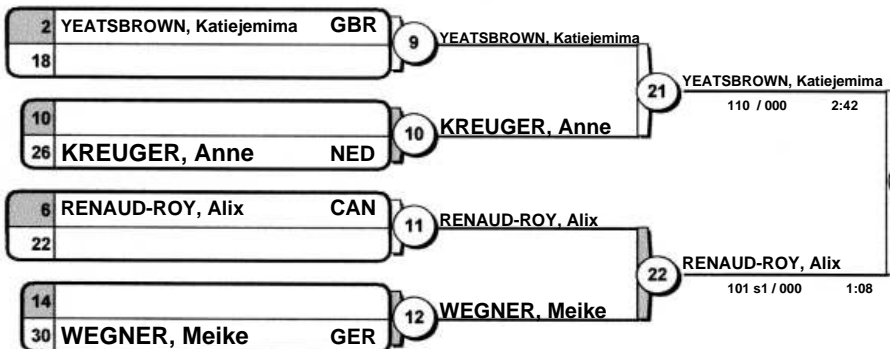 2 YEATSBROWN, Katiejemima GBR
18
9 YEATSBROWN, Katiejemima
10
26 KREUGER, Anne NED
10 KREUGER, Anne
21 YEATSBROWN, Katiejemima
110 / 000 2:42
6 RENAUD-ROY, Alix CAN
22
11 RENAUD-ROY, Alix
14
30 WEGNER, Meike GER
12 WEGNER, Meike
22 RENAUD-ROY, Alix
101 s1 / 000 1:08